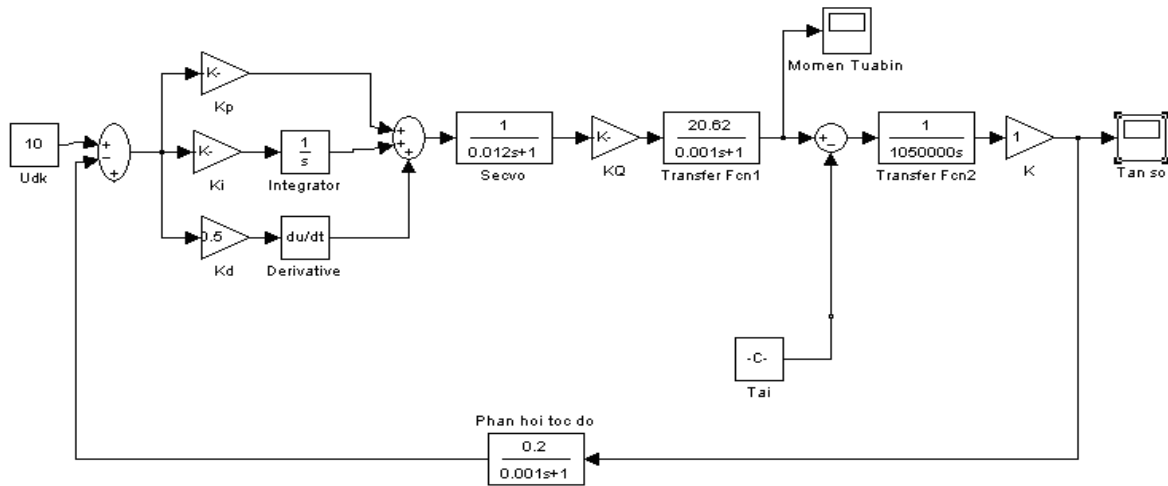 Momen Tuabin
K-
Kp
10
Udk
+
−
+
K-
Ki
1
s
Integrator
+
+
+
1
0.012s+1
Secvo
K-
KQ
20.62
0.001s+1
Transfer Fcn1
+
−
1
1050000s
Transfer Fcn2
1
K
Tan so
0.5
Kd
du/dt
Derivative
-C-
Tai
Phan hoi toc do
0.2
0.001s+1